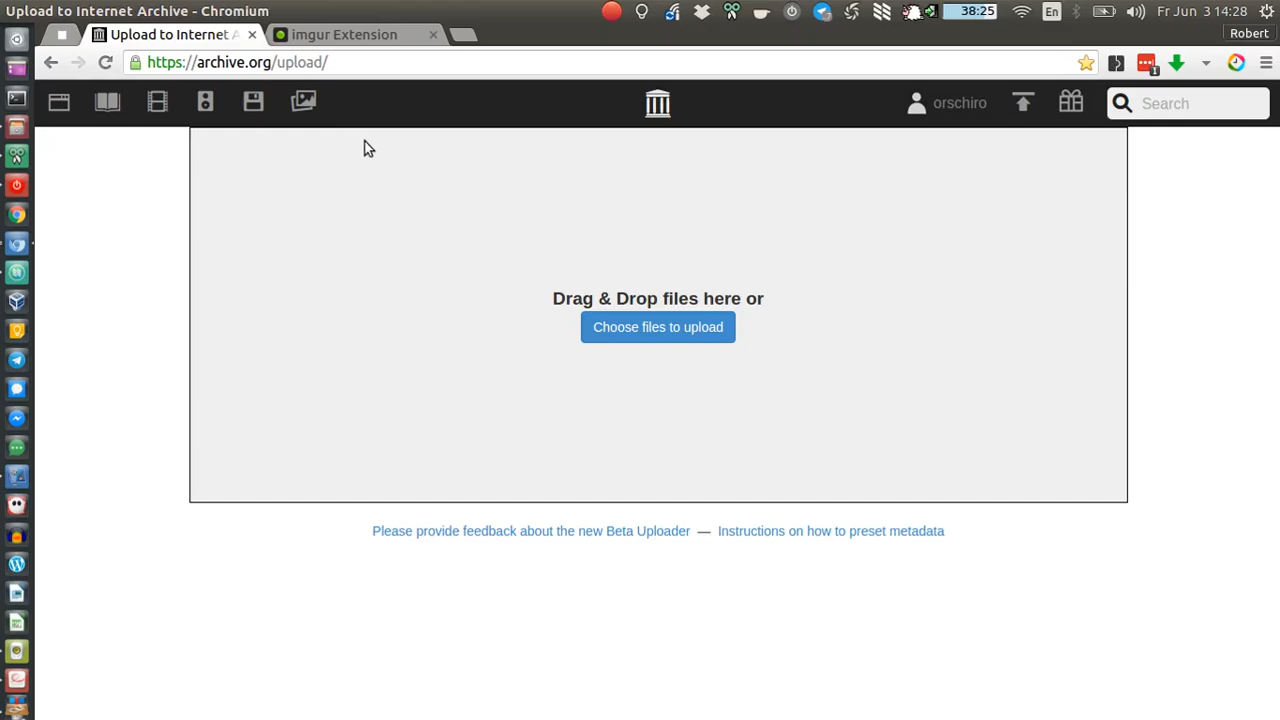 Upload to Internet Archive - Chromium
38:25
En
Fr Jun 3 14:28
Upload to Internet A
imgur Extension
Robert
https://archive.org/upload/
1
orschiro
Search
Drag & Drop files here or
Choose files to upload
Please provide feedback about the new Beta Uploader — Instructions on how to preset metadata